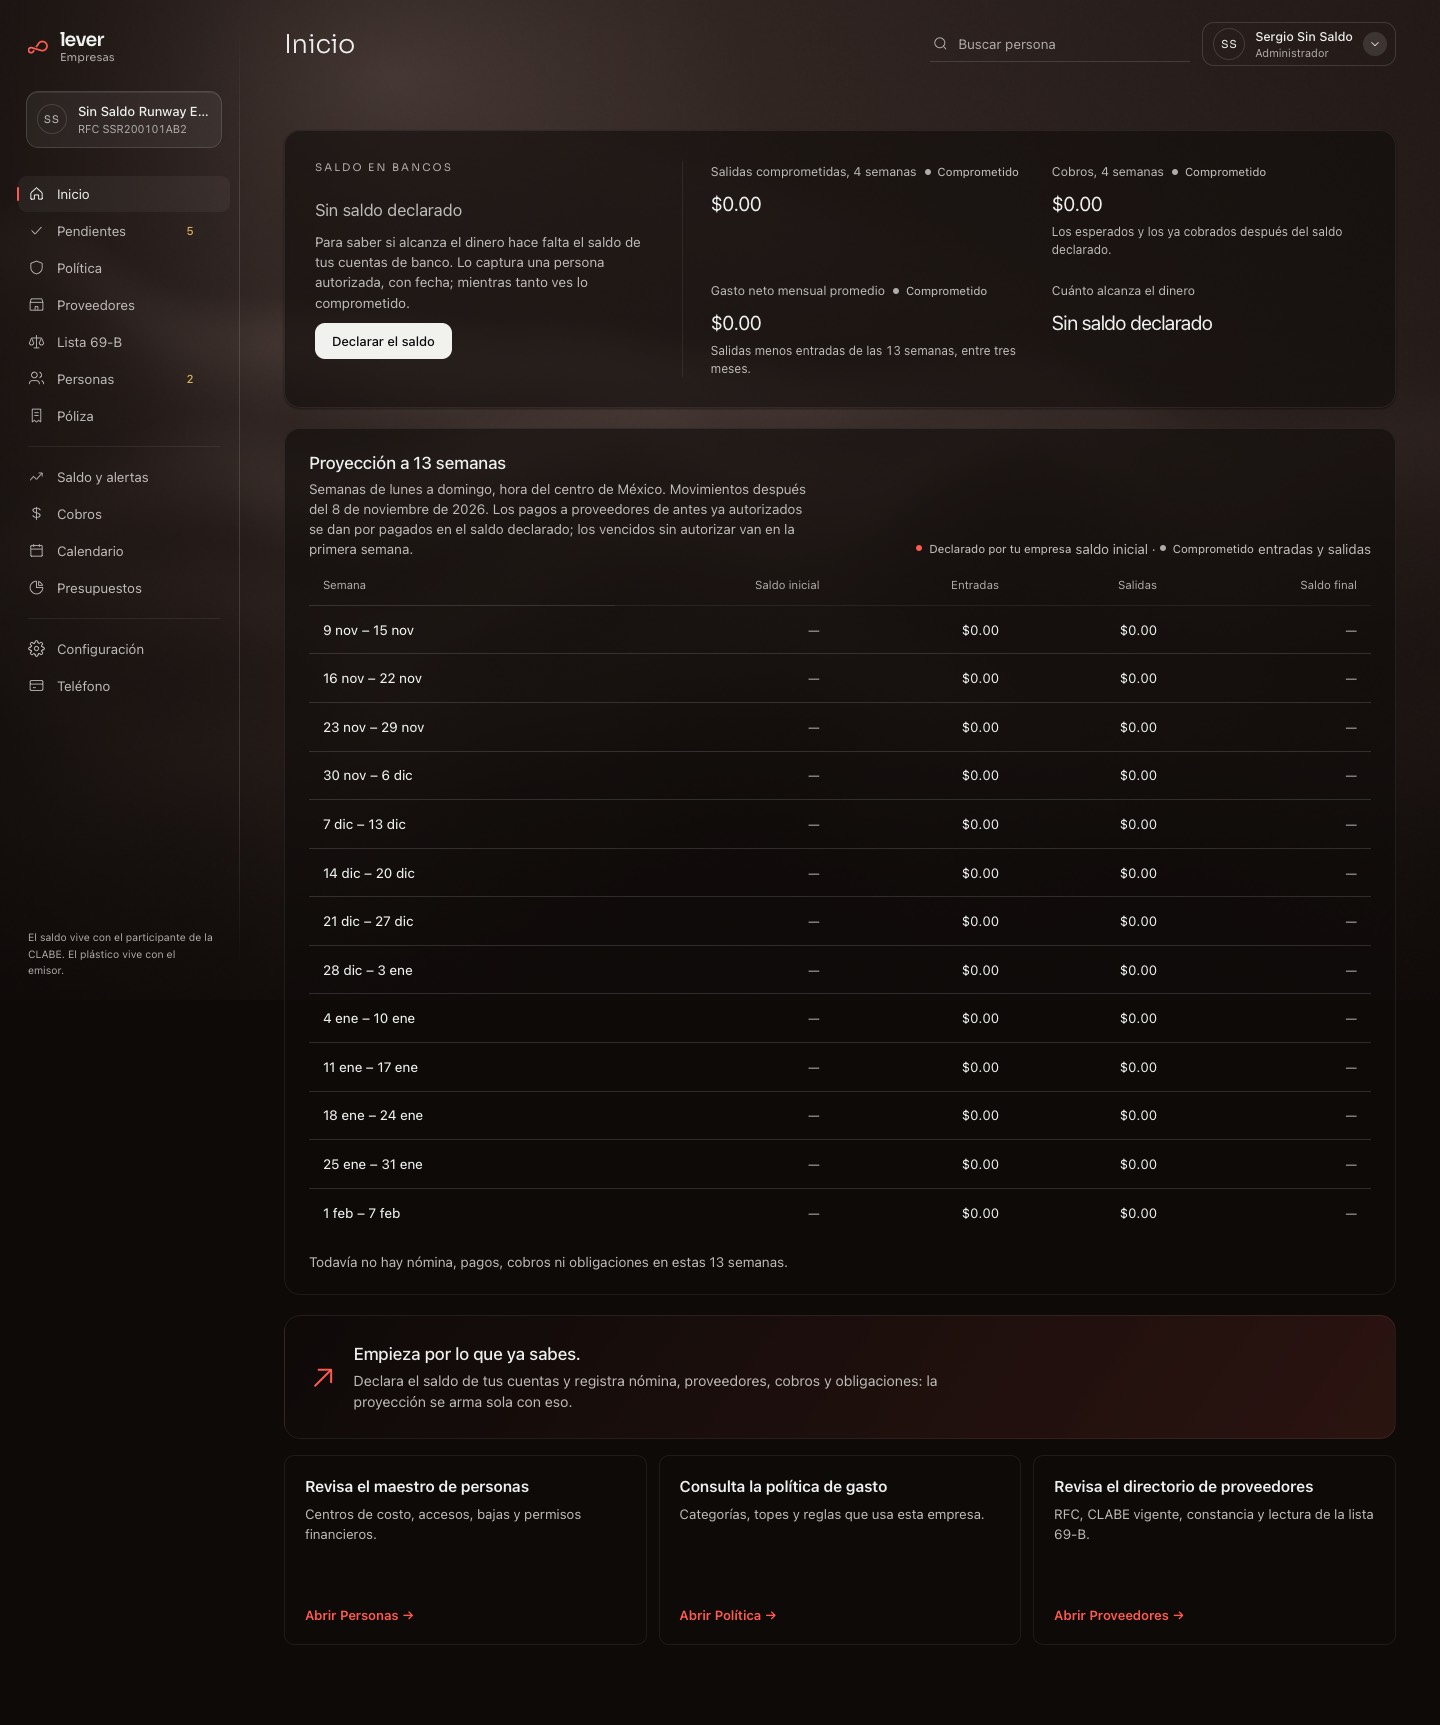 lever
Empresas
SS
Sin Saldo Runway E...
RFC SSR200101AB2
Inicio
Pendientes 5
Política
Proveedores
Lista 69-B
Personas 2
Póliza
Saldo y alertas
Cobros
Calendario
Presupuestos
Configuración
Teléfono
El saldo vive con el participante de la
CLABE. El plástico vive con el
emisor.
Inicio
Buscar persona
SS
Sergio Sin Saldo
Administrador
SALDO EN BANCOS
Sin saldo declarado
Para saber si alcanza el dinero hace falta el saldo de
tus cuentas de banco. Lo captura una persona
autorizada, con fecha; mientras tanto ves lo
comprometido.
Declarar el saldo
Salidas comprometidas, 4 semanas • Comprometido
$0.00
Cobros, 4 semanas • Comprometido
$0.00
Los esperados y los ya cobrados después del saldo
declarado.
Gasto neto mensual promedio • Comprometido
$0.00
Salidas menos entradas de las 13 semanas, entre tres
meses.
Cuánto alcanza el dinero
Sin saldo declarado
Proyección a 13 semanas
Semanas de lunes a domingo, hora del centro de México. Movimientos después
del 8 de noviembre de 2026. Los pagos a proveedores de antes ya autorizados
se dan por pagados en el saldo declarado; los vencidos sin autorizar van en la
primera semana.
• Declarado por tu empresa saldo inicial · • Comprometido entradas y salidas
Semana Saldo inicial Entradas Salidas Saldo final
9 nov – 15 nov — $0.00 $0.00 —
16 nov – 22 nov — $0.00 $0.00 —
23 nov – 29 nov — $0.00 $0.00 —
30 nov – 6 dic — $0.00 $0.00 —
7 dic – 13 dic — $0.00 $0.00 —
14 dic – 20 dic — $0.00 $0.00 —
21 dic – 27 dic — $0.00 $0.00 —
28 dic – 3 ene — $0.00 $0.00 —
4 ene – 10 ene — $0.00 $0.00 —
11 ene – 17 ene — $0.00 $0.00 —
18 ene – 24 ene — $0.00 $0.00 —
25 ene – 31 ene — $0.00 $0.00 —
1 feb – 7 feb — $0.00 $0.00 —
Todavía no hay nómina, pagos, cobros ni obligaciones en estas 13 semanas.
Empieza por lo que ya sabes.
Declara el saldo de tus cuentas y registra nómina, proveedores, cobros y obligaciones: la
proyección se arma sola con eso.
Revisa el maestro de personas
Centros de costo, accesos, bajas y permisos
financieros.
Abrir Personas →
Consulta la política de gasto
Categorías, topes y reglas que usa esta empresa.
Abrir Política →
Revisa el directorio de proveedores
RFC, CLABE vigente, constancia y lectura de la lista
69-B.
Abrir Proveedores →